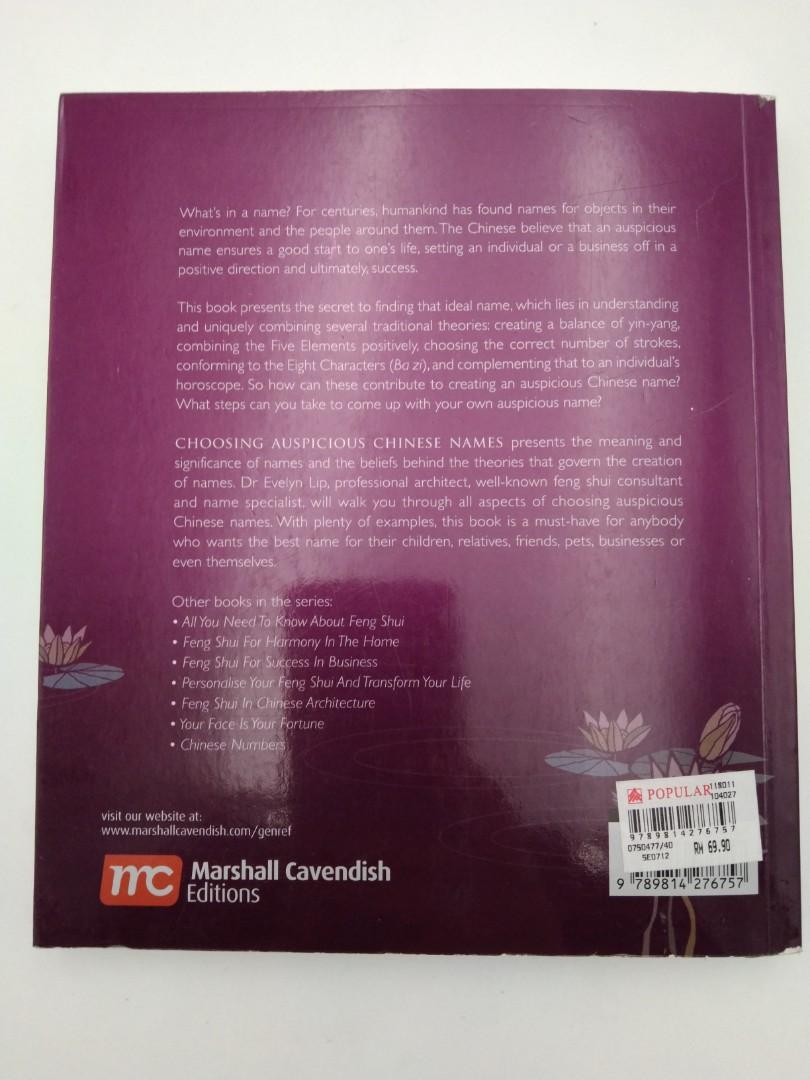 What's in a name? For centuries, humankind has found names for objects in their
environment and the people around them. The Chinese believe that an auspicious
name ensures a good start to one's life, setting an individual or a business off in a
positive direction and ultimately, success.
This book presents the secret to finding that ideal name, which lies in understanding
and uniquely combining several traditional theories: creating a balance of yin-yang,
combining the Five Elements positively, choosing the correct number of strokes,
conforming to the Eight Characters (Ba zi), and complementing that to an individual's
horoscope. So how can these contribute to creating an auspicious Chinese name?
What steps can you take to come up with your own auspicious name?
CHOOSING AUSPICIOUS CHINESE NAMES presents the meaning and
significance of names and the beliefs behind the theories that govern the creation
of names. Dr Evelyn Lip, professional architect, well-known feng shui consultant
and name specialist, will walk you through all aspects of choosing auspicious
Chinese names. With plenty of examples, this book is a must-have for anybody
who wants the best name for their children, relatives, friends, pets, businesses or
even themselves.
Other books in the series:
• All You Need To Know About Feng Shui
• Feng Shui For Harmony In The Home
• Feng Shui For Success In Business
• Personalise Your Feng Shui And Transform Your Life
• Feng Shui In Chinese Architecture
• Your Face Is Your Fortune
• Chinese Numbers
visit our website at:
www.marshallcavendish.com/genref
mc Marshall Cavendish
Editions
POPULAR 118011
104027
9789814276757
0750477/40 RM 69.90
SE0712
9 789814 276757